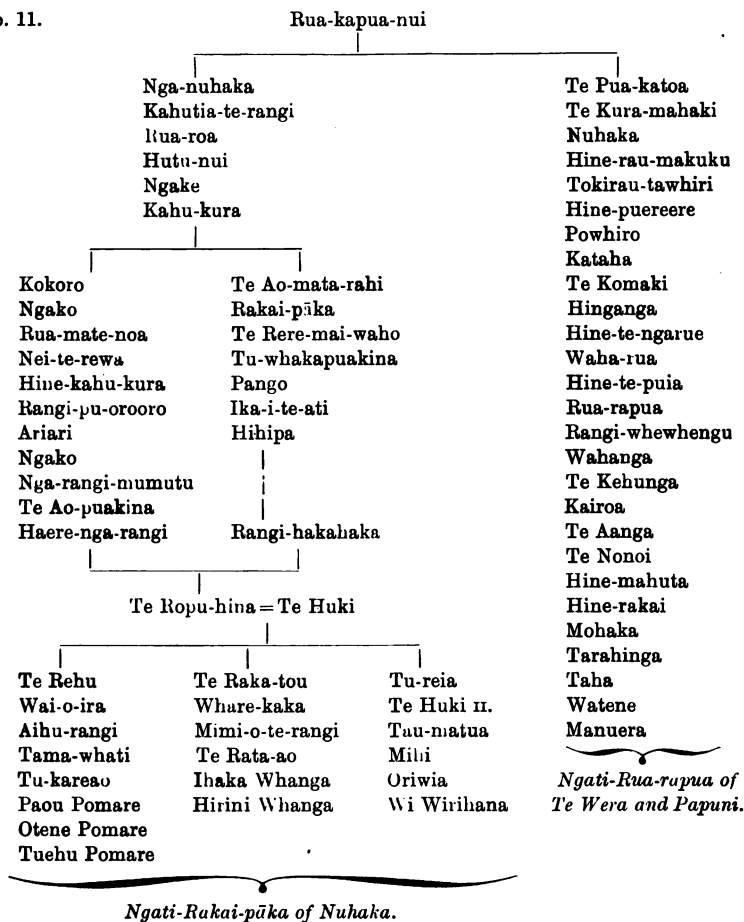 o. 11.
Rua-kapua-nui
Nga-nuhaka
Kahutia-te-rangi
Rua-roa
Hutu-nui
Ngake
Kahu-kura
Kokoro
Ngako
Rua-mate-noa
Nei-te-rewa
Hine-kahu-kura
Rangi-pu-orooro
Ariari
Ngako
Nga-rangi-mumutu
Te Ao-puakina
Haere-nga-rangi
Te Ao-mata-rahi
Rakai-pāka
Te Rere-mai-waho
Tu-whakapuakina
Pango
Ika-i-te-ati
Hihipa
Rangi-hakahaka
Te Ropu-hina = Te Huki
Te Rehu
Wai-o-ira
Aihu-rangi
Tama-whati
Tu-kareao
Paou Pomare
Otene Pomare
Tuehu Pomare
Te Raka-tou
Whare-kaka
Mimi-o-te-rangi
Te Rata-ao
Ihaka Whanga
Hirini Whanga
Tu-reia
Te Huki II.
Tau-matua
Mihi
Oriwia
Wi Wirihana
Ngati-Rakai-pāka of Nuhaka.
Te Pua-katoa
Te Kura-mahaki
Nuhaka
Hine-rau-makuku
Tokirau-tawhiri
Hine-puereere
Powhiro
Kataha
Te Komaki
Hinganga
Hine-te-ngarue
Waha-rua
Hine-te-puia
Rua-rapua
Rangi-whewhengu
Wahanga
Te Kehunga
Kairoa
Te Aanga
Te Nonoi
Hine-mahuta
Hine-rakai
Mohaka
Tarahinga
Taha
Watene
Manuera
Ngati-Rua-rapua of
Te Wera and Papuni.